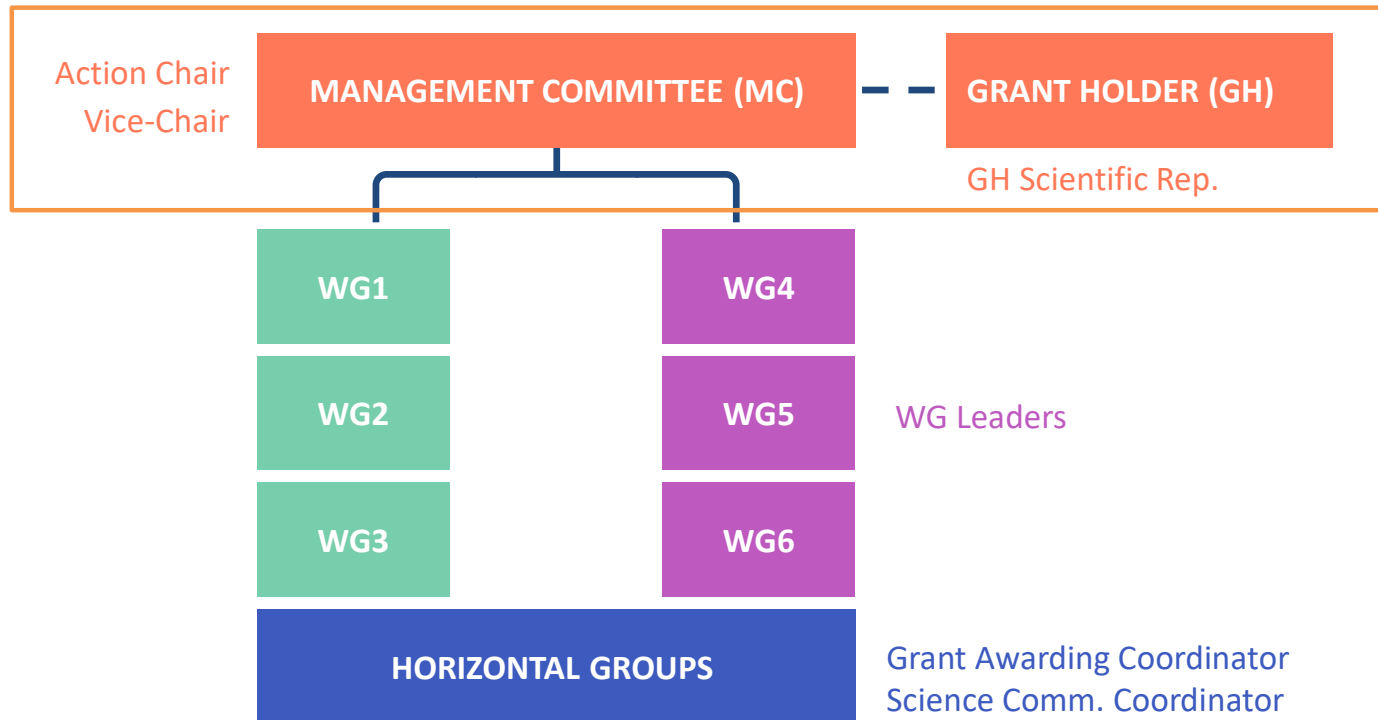 Action Chair
Vice-Chair
MANAGEMENT COMMITTEE (MC)
GRANT HOLDER (GH)
GH Scientific Rep.
WG1
WG4
WG2
WG5
WG Leaders
WG3
WG6
HORIZONTAL GROUPS
Grant Awarding Coordinator
Science Comm. Coordinator